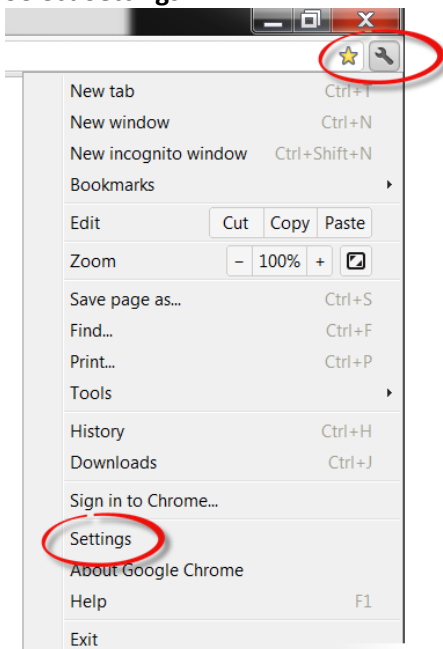 New tab Ctrl+T
New window Ctrl+N
New incognito window Ctrl+Shift+N
Bookmarks
Edit Cut Copy Paste
Zoom - 100% +
Save page as... Ctrl+S
Find... Ctrl+F
Print... Ctrl+P
Tools
History Ctrl+H
Downloads Ctrl+J
Sign in to Chrome...
Settings
About Google Chrome
Help F1
Exit